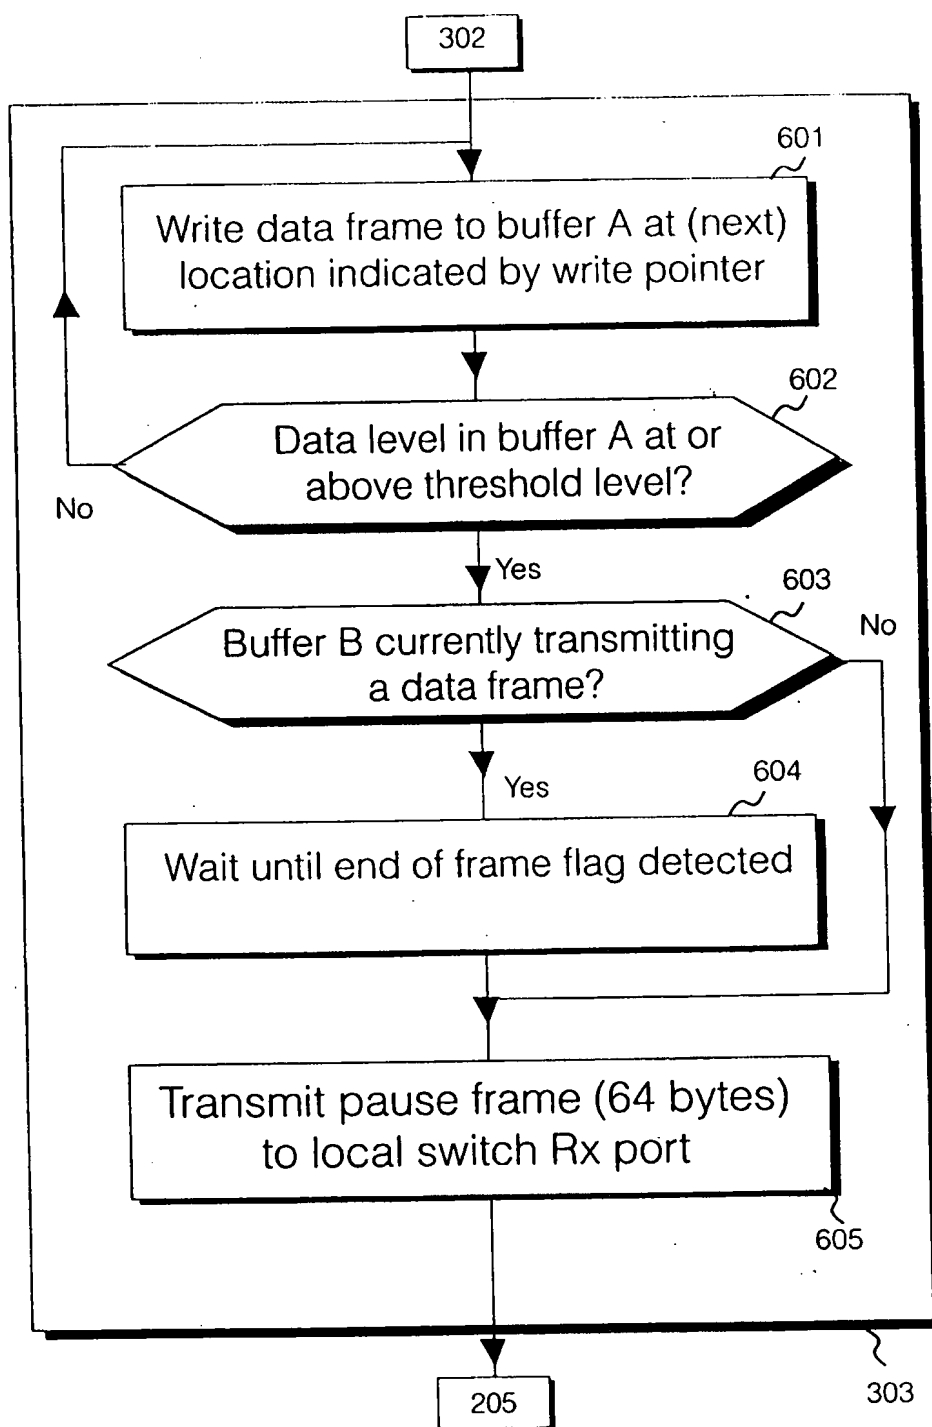 302
601
Write data frame to buffer A at (next)
location indicated by write pointer
602
Data level in buffer A at or
above threshold level?
No
Yes
603
No
Buffer B currently transmitting
a data frame?
Yes
604
Wait until end of frame flag detected
Transmit pause frame (64 bytes)
to local switch Rx port
605
303
205